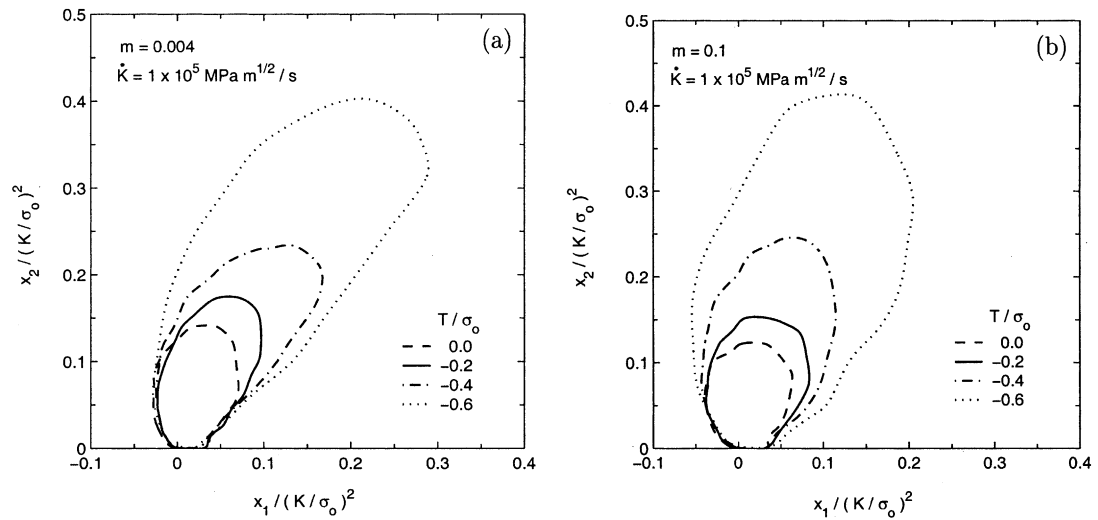 (a)
m = 0.004
K̇ = 1 x 10⁵ MPa m¹/² / s
0.5
0.4
0.3
0.2
0.1
0
x₂ / ( K / σₒ )²
T / σₒ
0.0
−0.2
−0.4
−0.6
−0.1
0
0.1
0.2
0.3
0.4
x₁ / ( K / σₒ )²
(b)
m = 0.1
K̇ = 1 x 10⁵ MPa m¹/² / s
0.5
0.4
0.3
0.2
0.1
0
x₂ / ( K / σₒ )²
T / σₒ
0.0
−0.2
−0.4
−0.6
−0.1
0
0.1
0.2
0.3
0.4
x₁ / ( K / σₒ )²